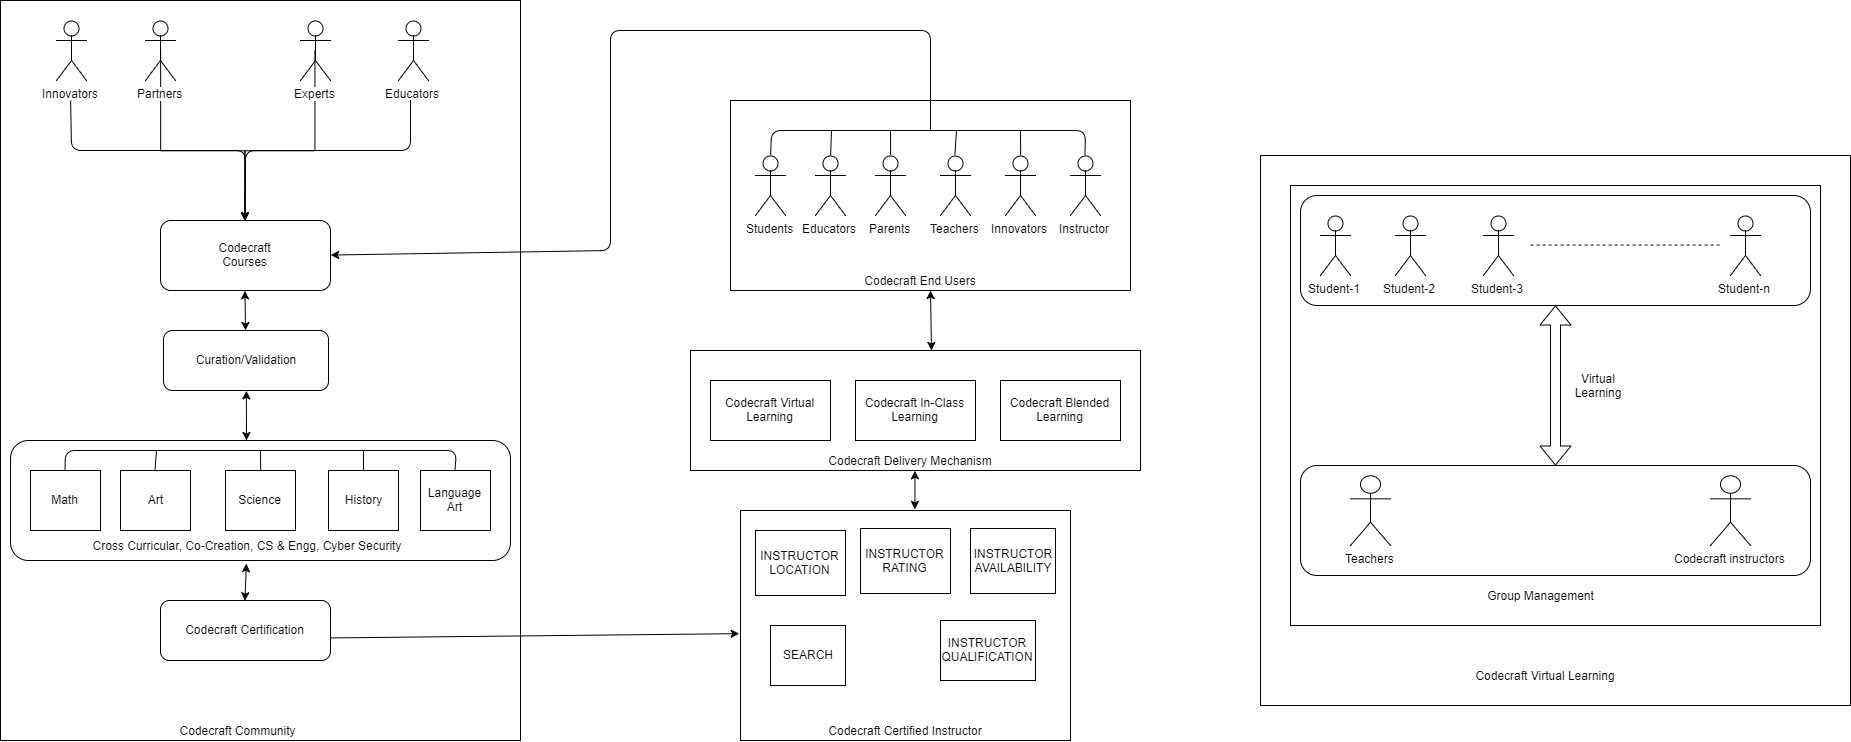 Innovators
Partners
Experts
Educators
Codecraft
Courses
Curation/Validation
Math
Art
Science
History
Language
Art
Cross Curricular, Co-Creation, CS & Engg, Cyber Security
Codecraft Certification
Codecraft Community
Students
Educators
Parents
Teachers
Innovators
Instructor
Codecraft End Users
Codecraft Virtual
Learning
Codecraft In-Class
Learning
Codecraft Blended
Learning
Codecraft Delivery Mechanism
INSTRUCTOR
LOCATION
INSTRUCTOR
RATING
INSTRUCTOR
AVAILABILITY
SEARCH
INSTRUCTOR
QUALIFICATION
Codecraft Certified Instructor
Student-1
Student-2
Student-3
Student-n
Virtual
Learning
Teachers
Codecraft instructors
Group Management
Codecraft Virtual Learning